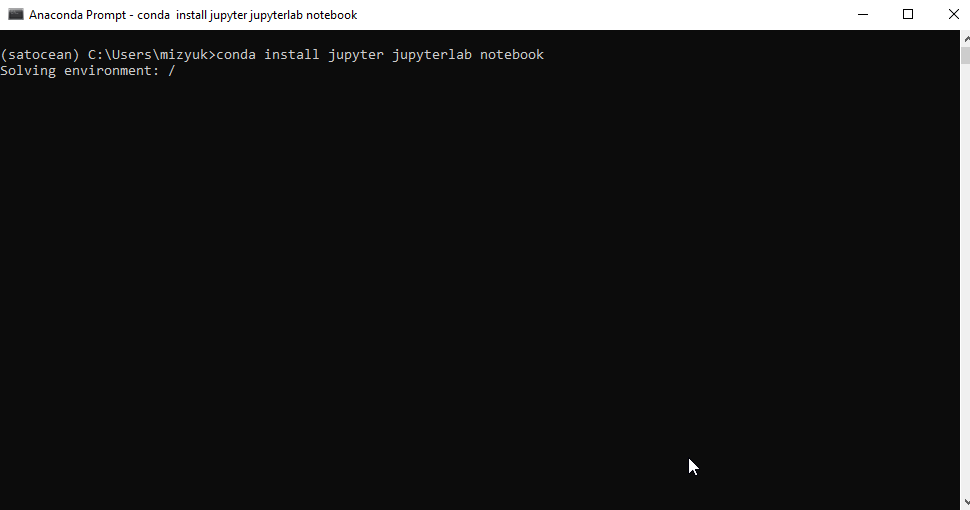 Anaconda Prompt - conda  install jupyter jupyterlab notebook
(satocean) C:\Users\mizyuk>conda install jupyter jupyterlab notebook
Solving environment: /